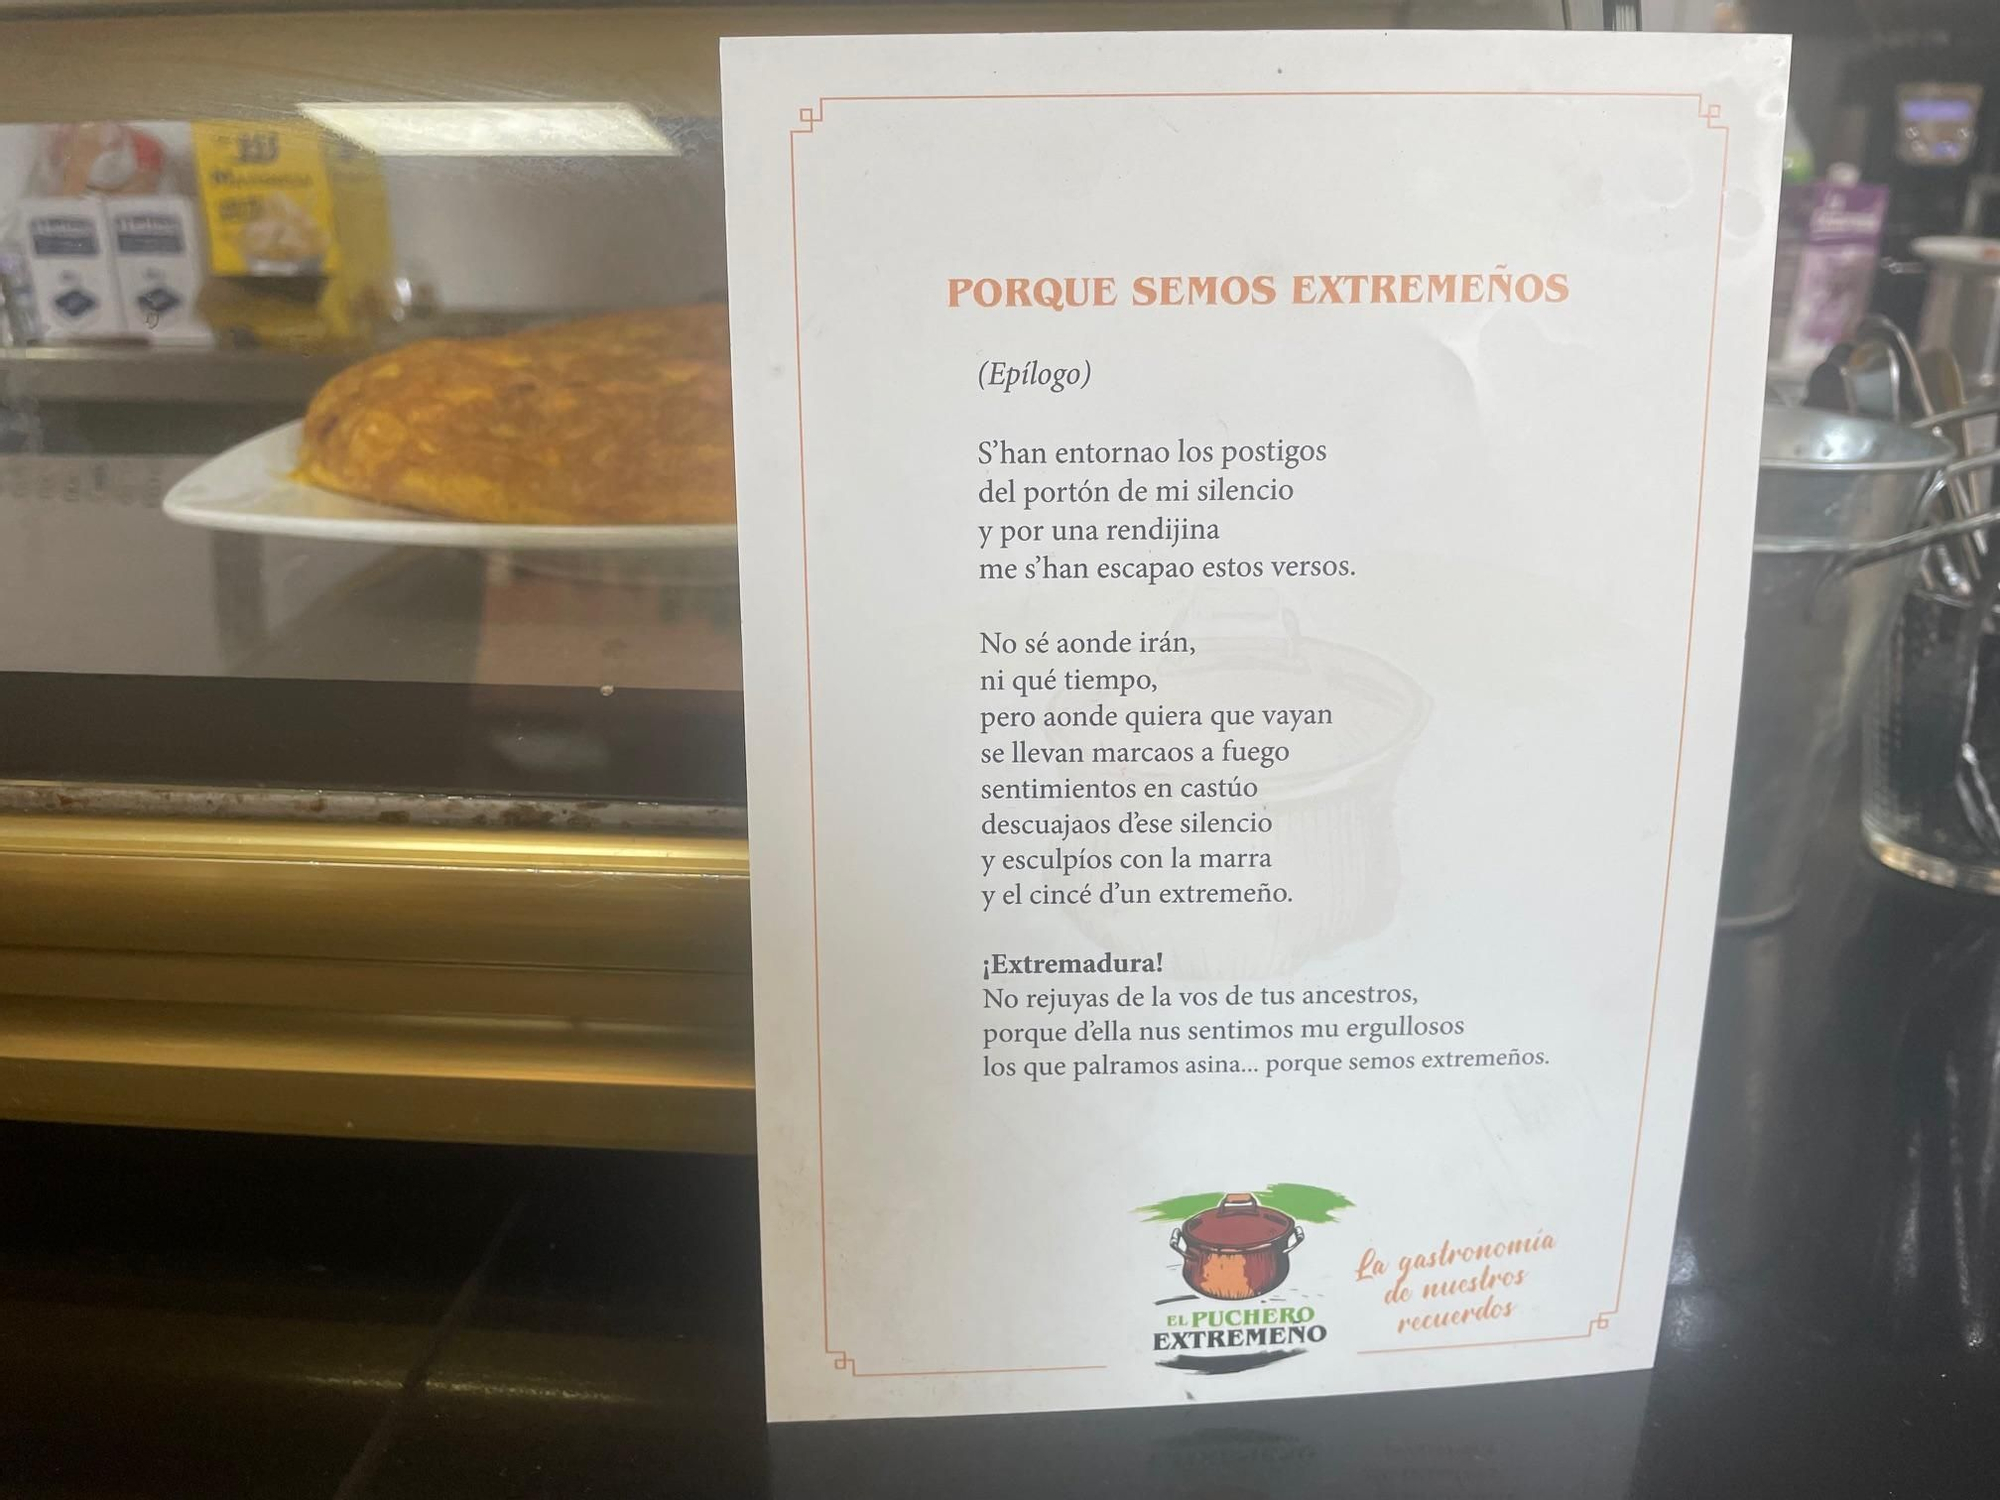 PORQUE SEMOS EXTREMEÑOS
(Epílogo)
S'han entornao los postigos
del portón de mi silencio
y por una rendijina
me s'han escapao estos versos.
No sé aonde irán,
ni qué tiempo,
pero aonde quiera que vayan
se llevan marcaos a fuego
sentimientos en castúo
descuajaos d'ese silencio
y esculpíos con la marra
y el cincé d'un extremeño.
¡Extremadura!
No rejuyas de la vos de tus ancestros,
porque d'ella nus sentimos mu ergullosos
los que palramos asina... porque semos extremeños.
EL PUCHERO
EXTREMEÑO
La gastronomía
de nuestros
recuerdos